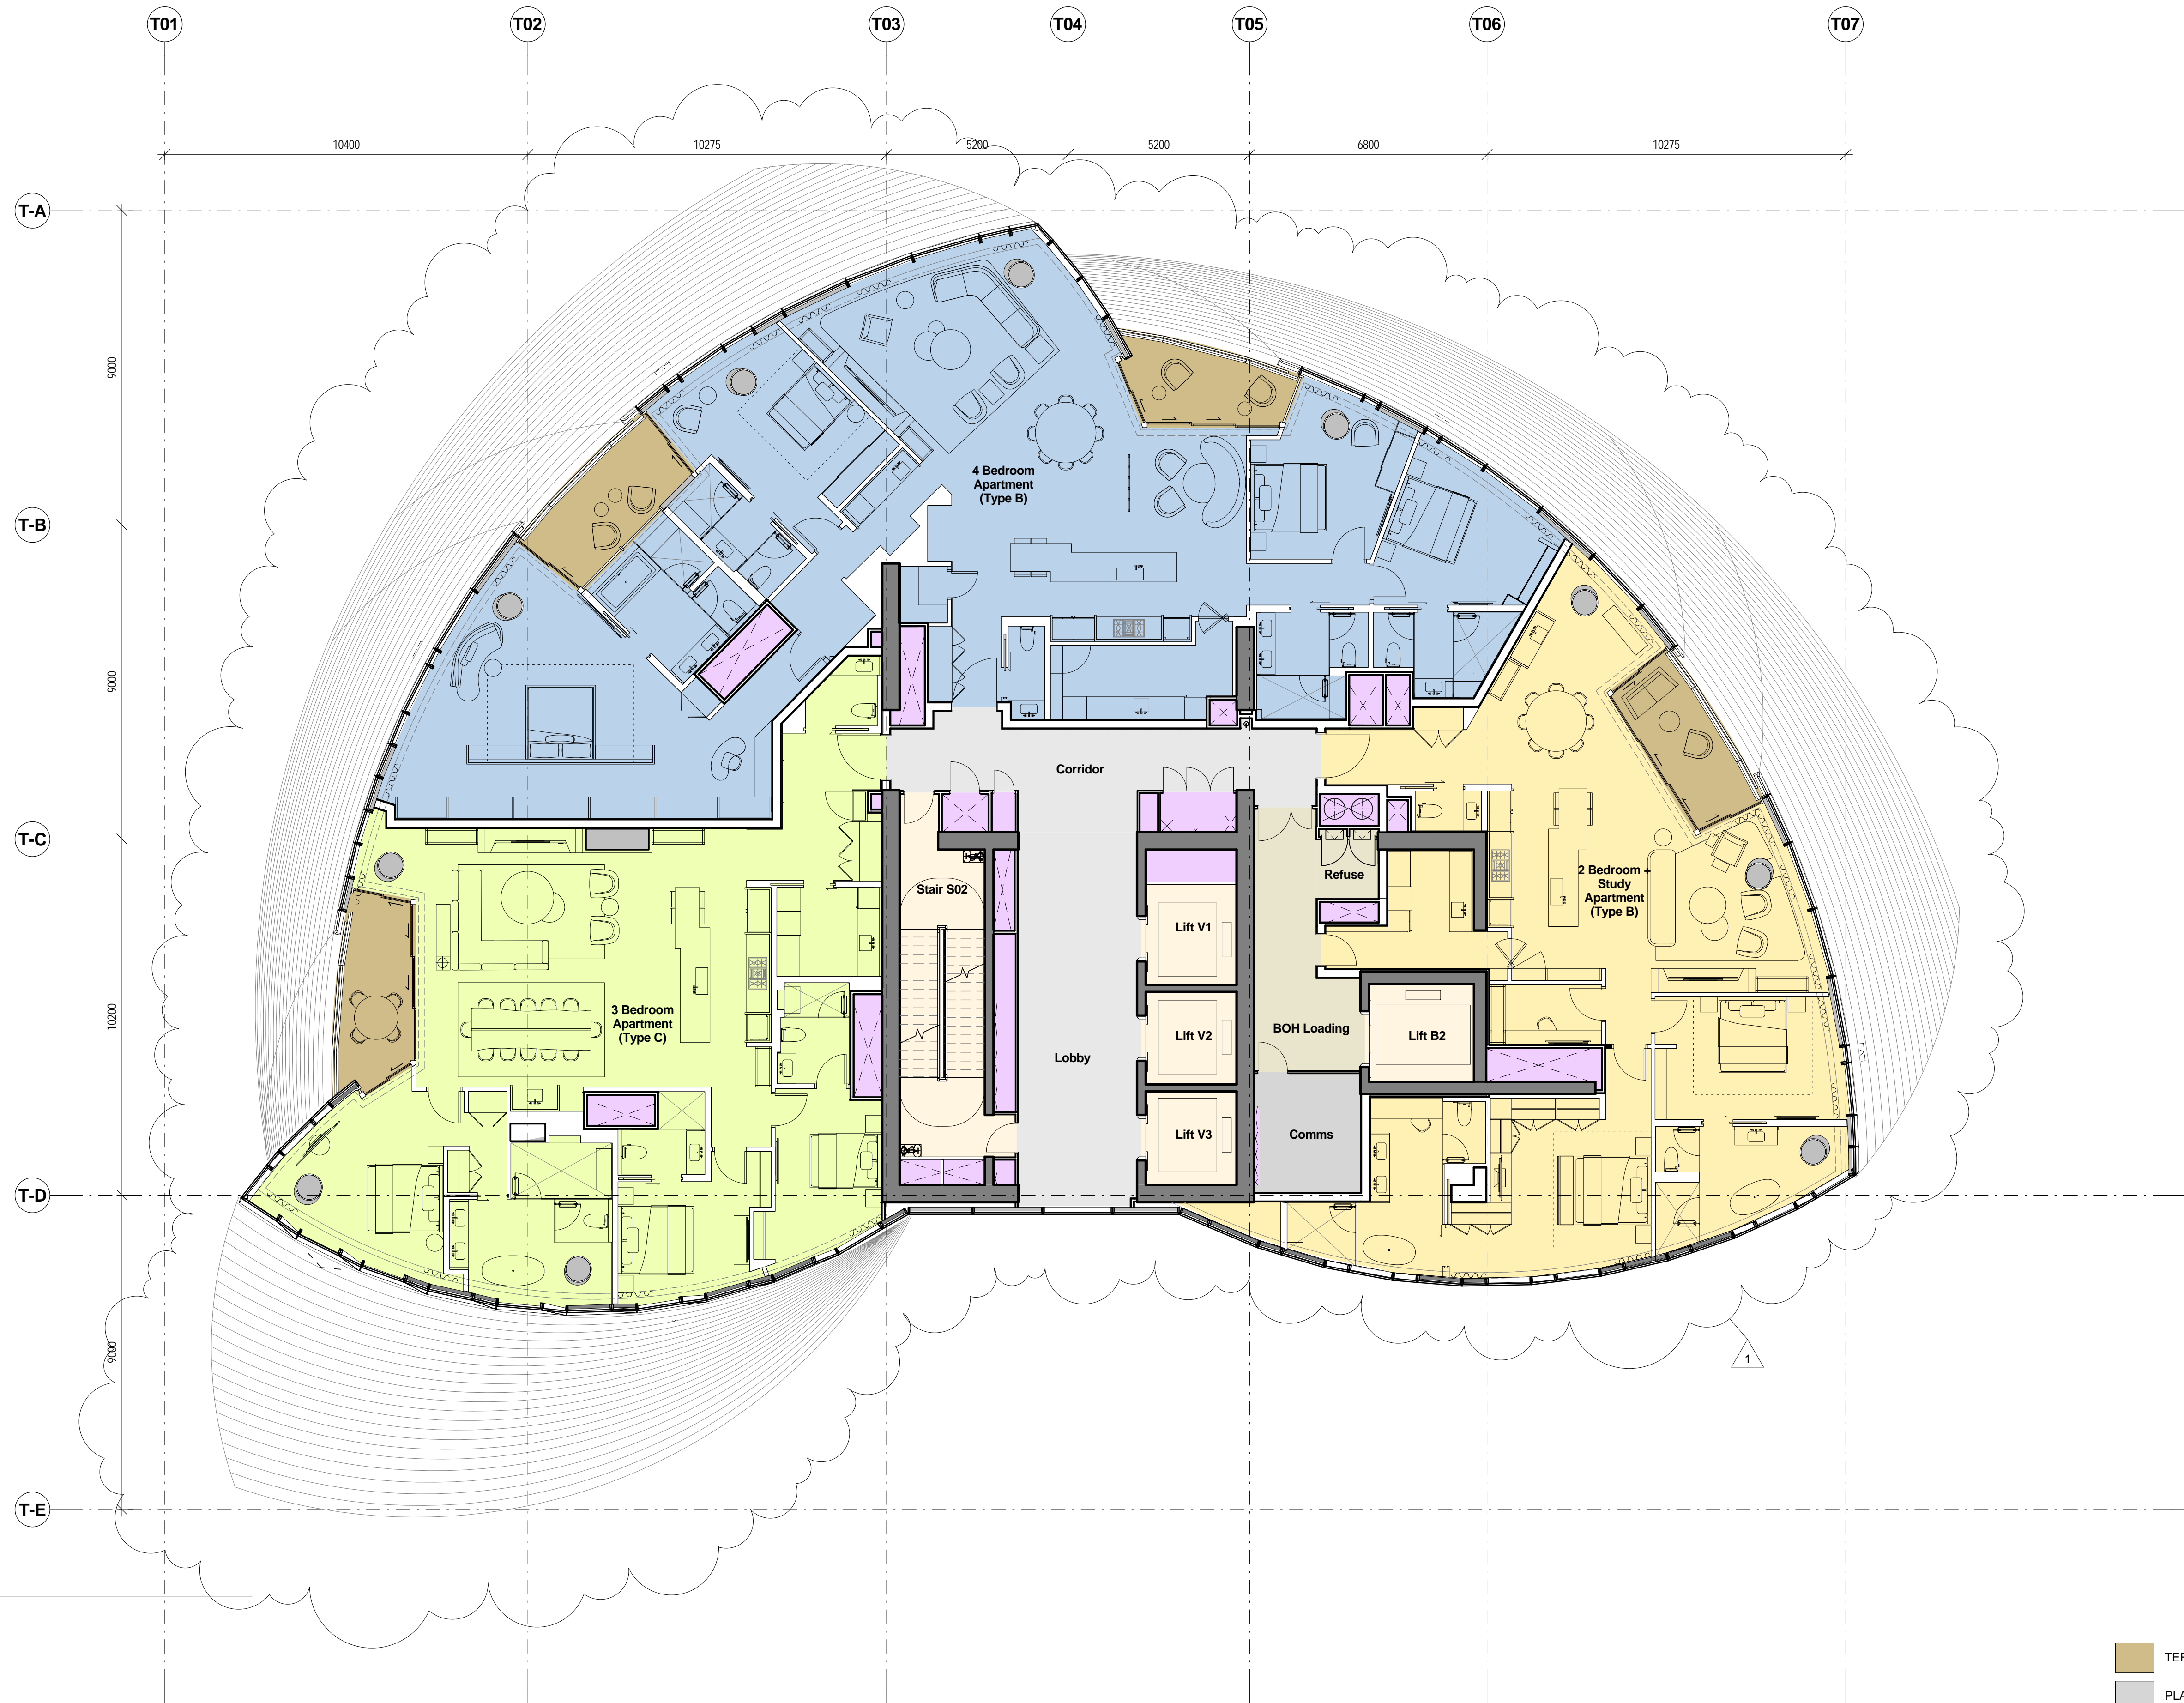 T01
T02
T03
T04
T05
T06
T07
10400
10275
5200
5200
6800
10275
T-A
9000
T-B
9000
T-C
10200
T-D
9000
T-E
4 Bedroom
Apartment
(Type B)
Corridor
Stair S02
Refuse
Lift V1
2 Bedroom +
Study
Apartment
(Type B)
3 Bedroom
Apartment
(Type C)
Lobby
Lift V2
BOH Loading
Lift B2
Lift V3
Comms
1